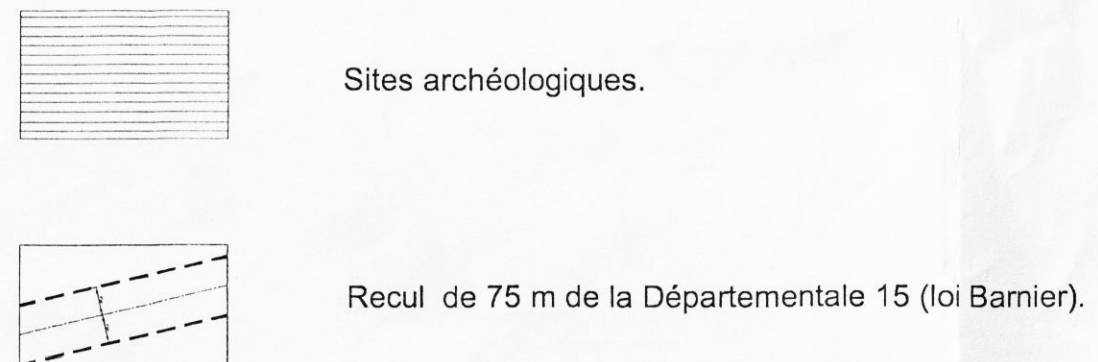 Sites archéologiques.
Recul de 75 m de la Départementale 15 (loi Barnier).